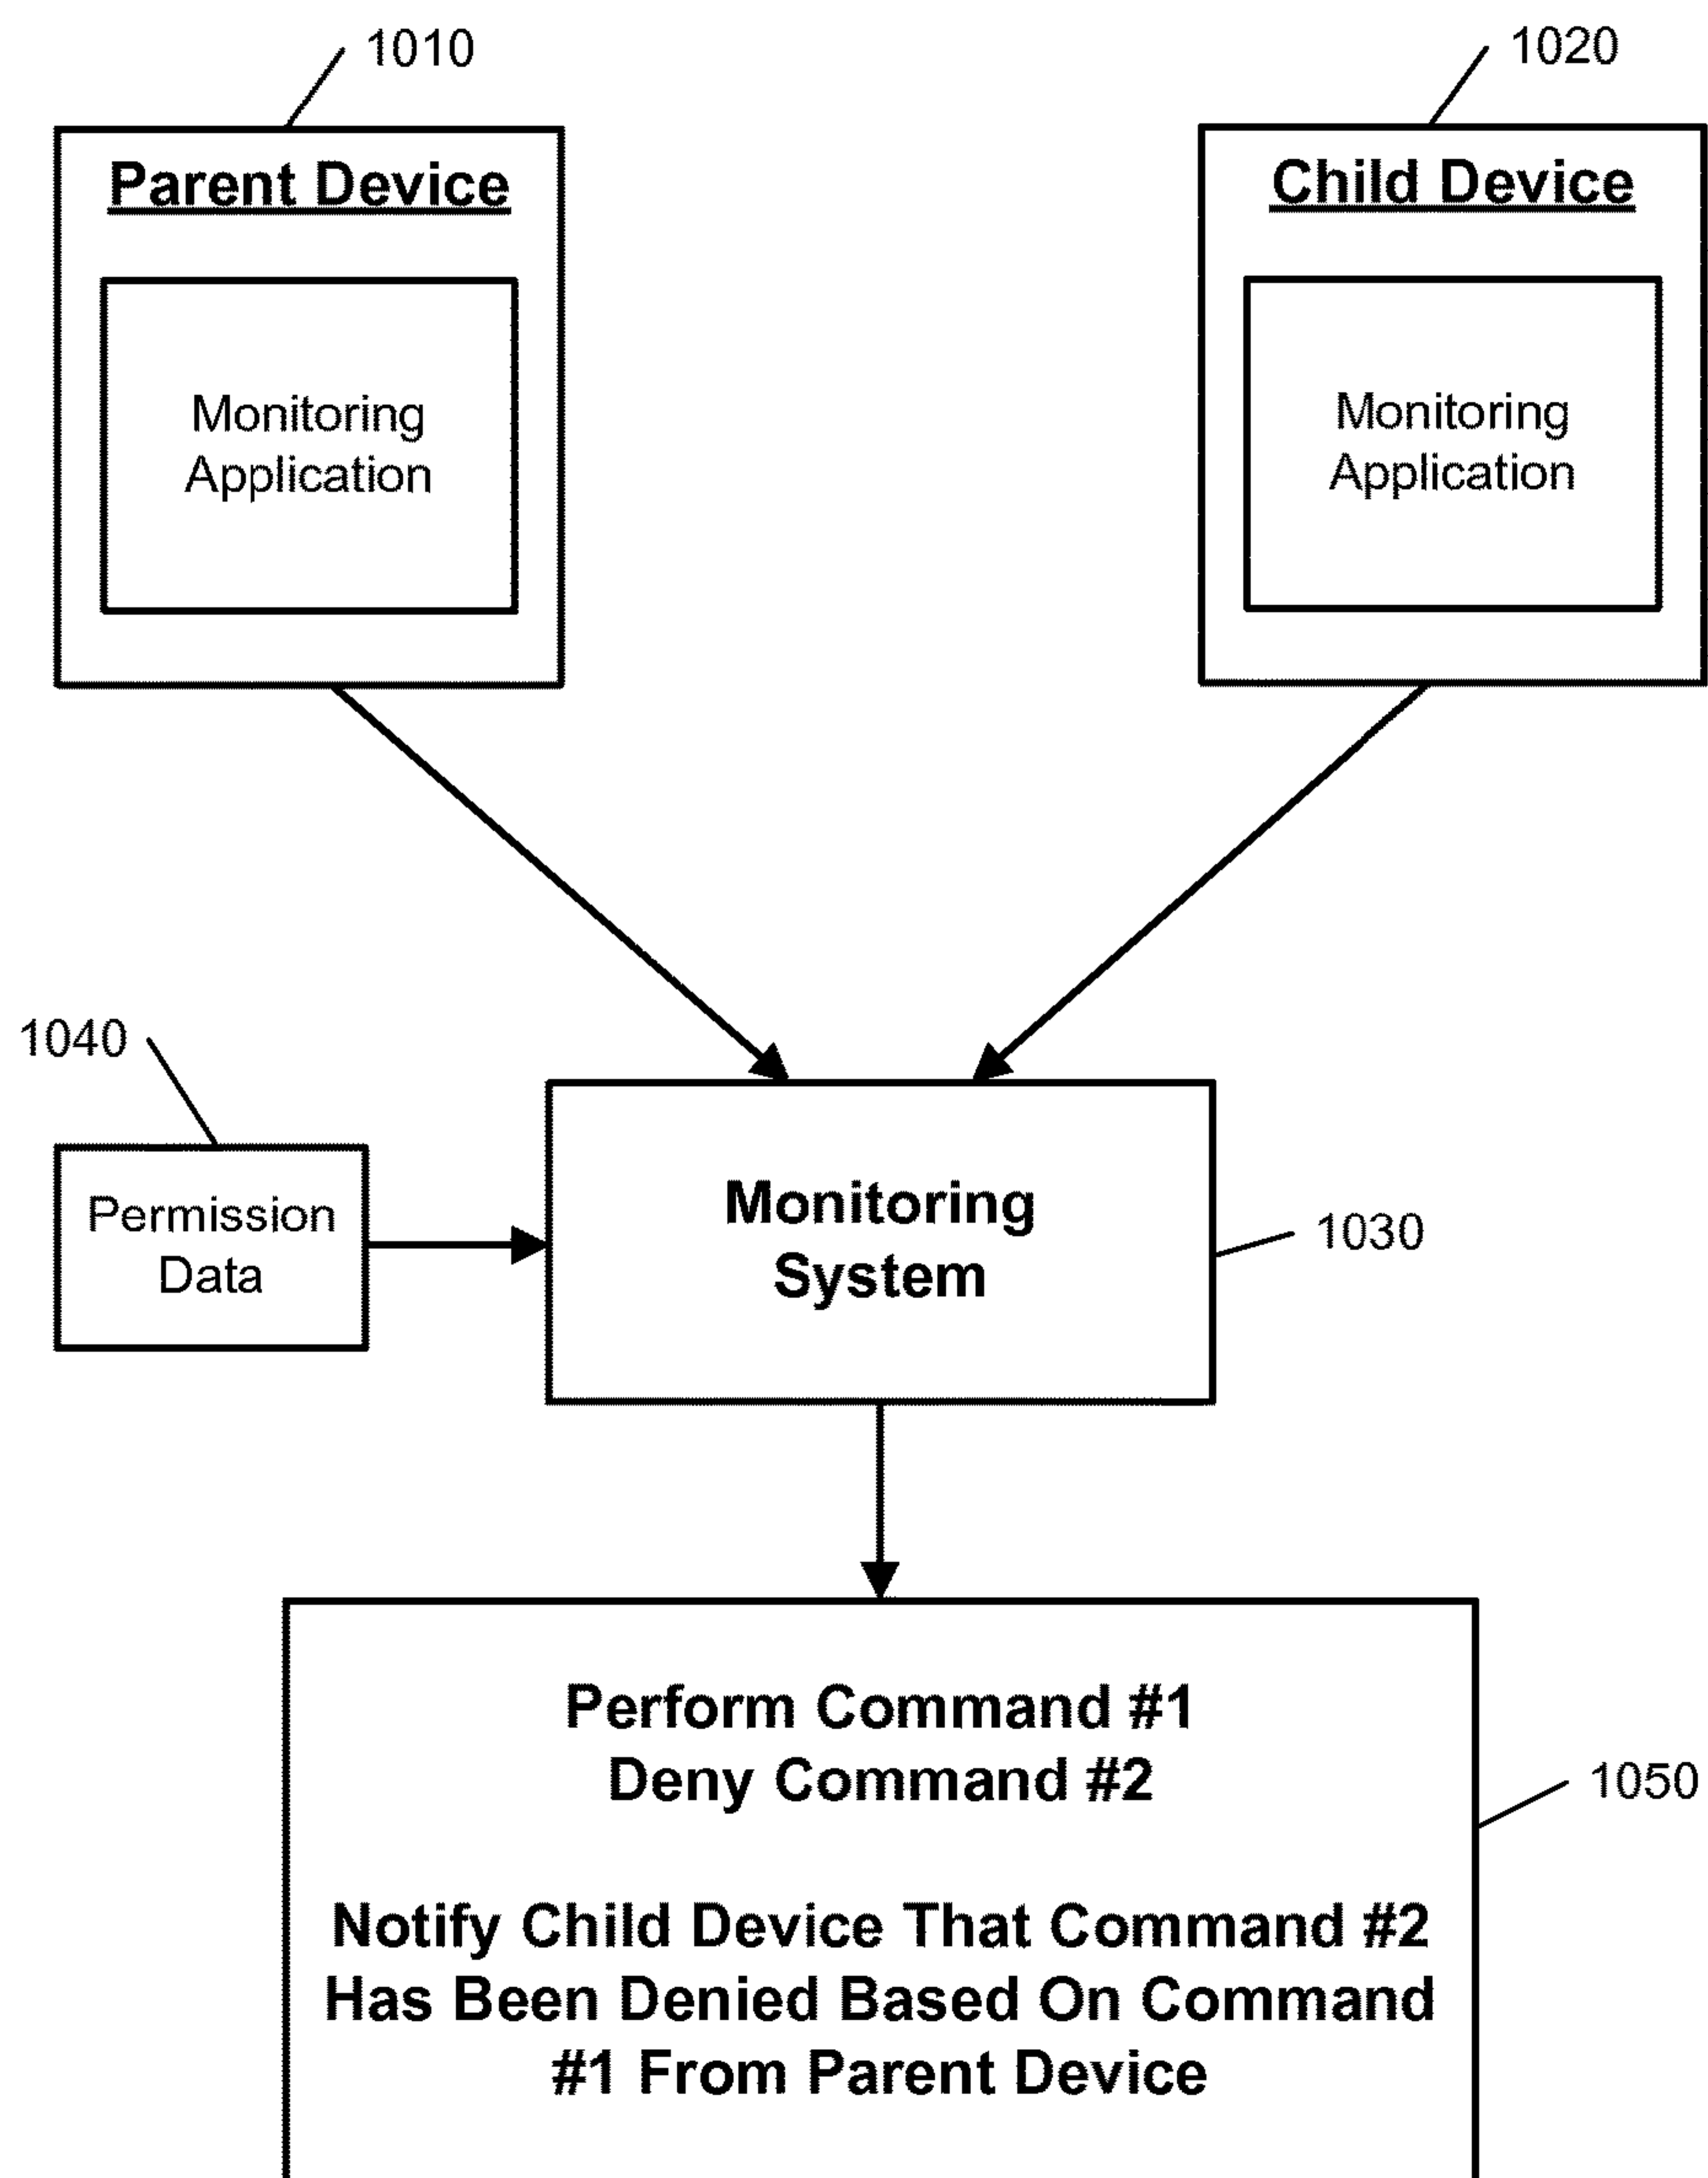 1010
1020
Parent Device
Child Device
Monitoring
Application
Monitoring
Application
1040
Permission
Data
Monitoring
System
1030
Perform Command #1
Deny Command #2
1050
Notify Child Device That Command #2
Has Been Denied Based On Command
#1 From Parent Device